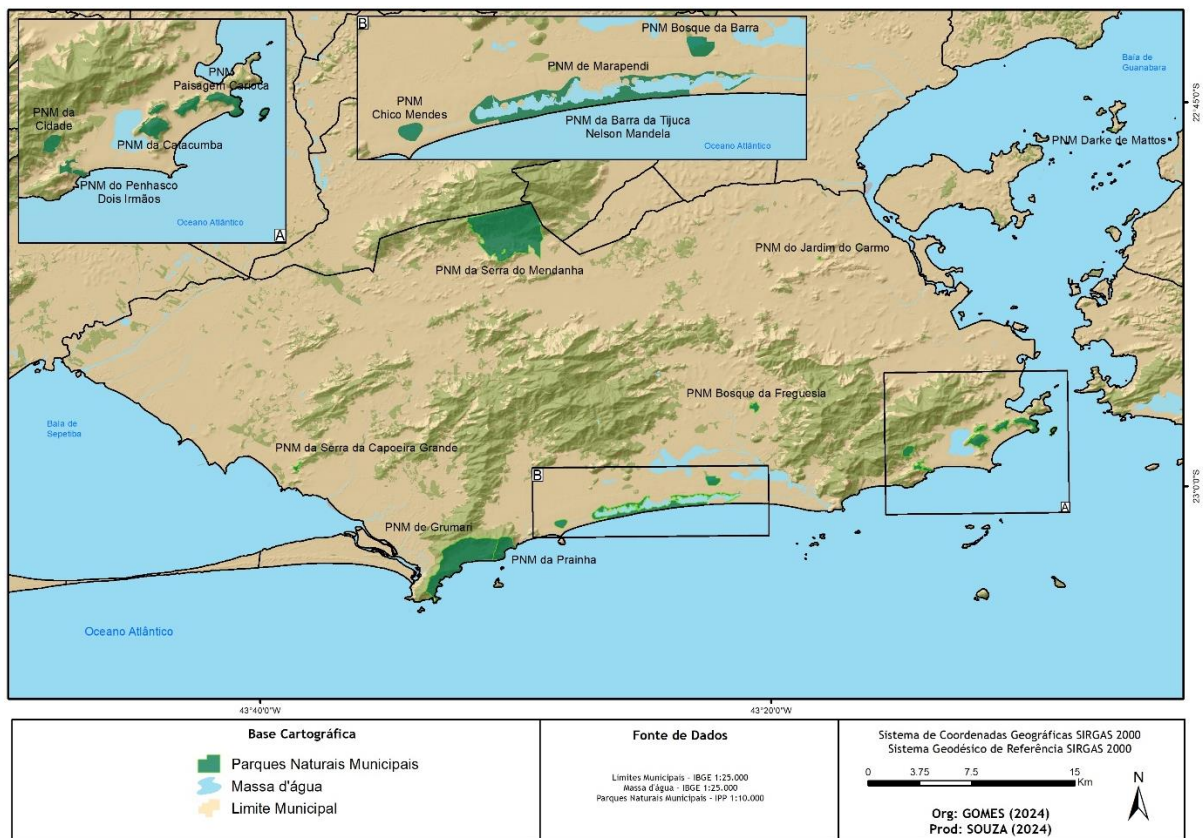 PNM
Paisagem Carioca
PNM da
Cidade
PNM da Catacumba
PNM do Penhasco
Dois Irmãos
Oceano Atlântico
A
B
PNM Bosque da Barra
PNM de Marapendi
PNM
Chico Mendes
PNM da Barra da Tijuca
Nelson Mandela
Oceano Atlântico
Baía de
Guanabara
22°45'0"S
PNM Darke de Mattos
PNM do Jardim do Carmo
PNM da Serra do Mendanha
PNM Bosque da Freguesia
Baía de
Sepetiba
PNM da Serra da Capoeira Grande
B
A
23°0'0"S
PNM de Grumari
PNM da Prainha
Oceano Atlântico
43°40'0"W
43°20'0"W
Base Cartográfica
Parques Naturais Municipais
Massa d'água
Limite Municipal
Fonte de Dados
Limites Municipais - IBGE 1:25.000
Massa d'água - IBGE 1:25.000
Parques Naturais Municipais - IPP 1:10.000
Sistema de Coordenadas Geográficas SIRGAS 2000
Sistema Geodésico de Referência SIRGAS 2000
0 3.75 7.5 15
Km
N
Org: GOMES (2024)
Prod: SOUZA (2024)